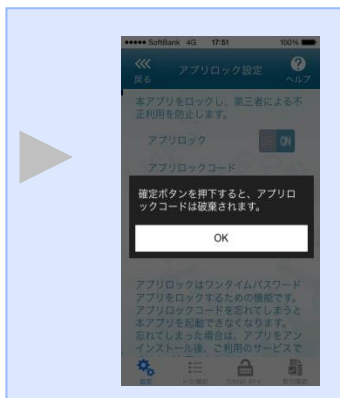 SoftBank 4G 17:51 100%
戻る アプリロック設定 ? ヘルプ
本アプリをロックし、第三者による不
正利用を防止します。
アプリロック ON
アプリロックコード
確定ボタンを押下すると、アプリロ
ックコードは破棄されます。
OK
アプリロックはワンタイムパスワード
アプリをロックするための機能です。
アプリロックコードを忘れてしまうと
本アプリを起動できなくなります。
忘れてしまった場合は、アプリをアン
インストール後、ご利用のサービスで
設定